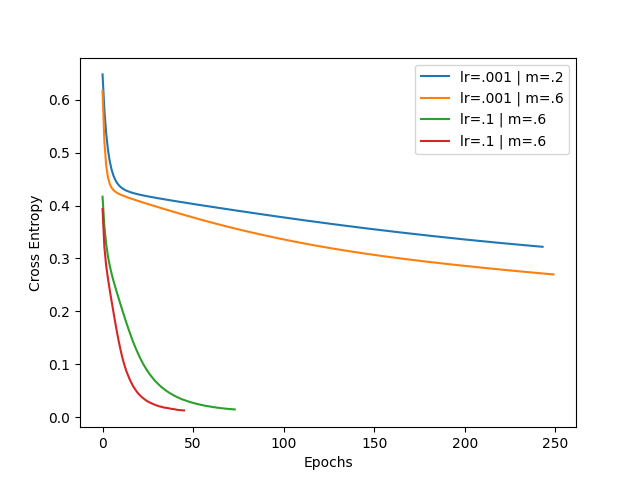 lr=.001 | m=.2
lr=.001 | m=.6
lr=.1 | m=.6
lr=.1 | m=.6
0.6
0.5
0.4
0.3
0.2
0.1
0.0
Cross Entropy
0 50 100 150 200 250
Epochs